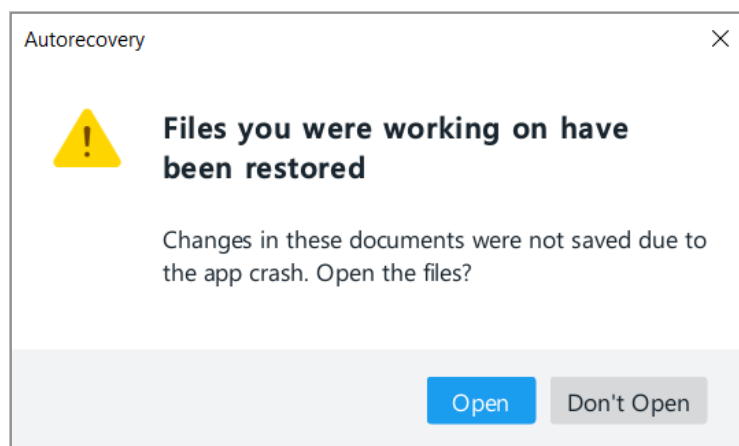 Autorecovery
Files you were working on have
been restored
Changes in these documents were not saved due to
the app crash. Open the files?
Open
Don't Open